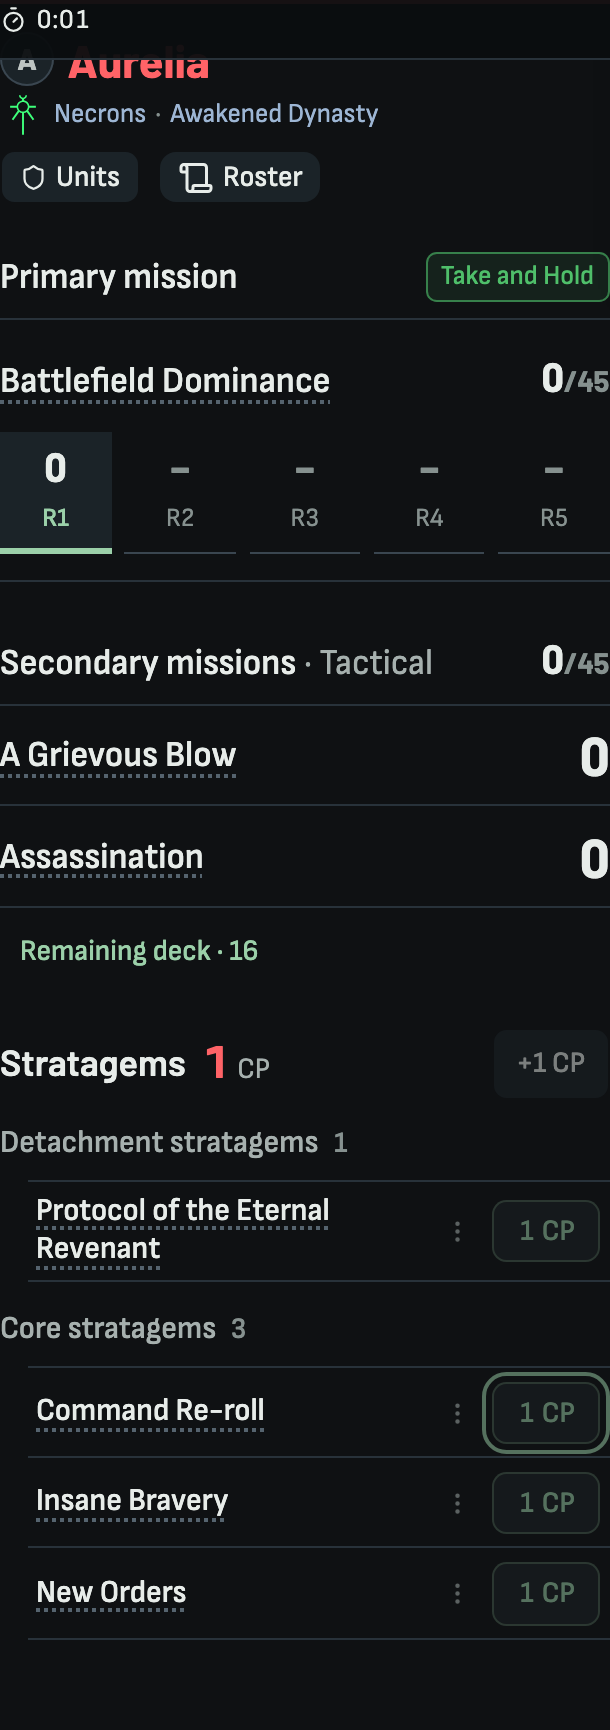 0:01
A Aurelia
Necrons · Awakened Dynasty
Units Roster
Primary mission Take and Hold
Battlefield Dominance 0/45
0 – – – –
R1 R2 R3 R4 R5
Secondary missions · Tactical 0/45
A Grievous Blow 0
Assassination 0
Remaining deck · 16
Stratagems 1 CP +1 CP
Detachment stratagems 1
Protocol of the Eternal
Revenant 1 CP
Core stratagems 3
Command Re-roll 1 CP
Insane Bravery 1 CP
New Orders 1 CP